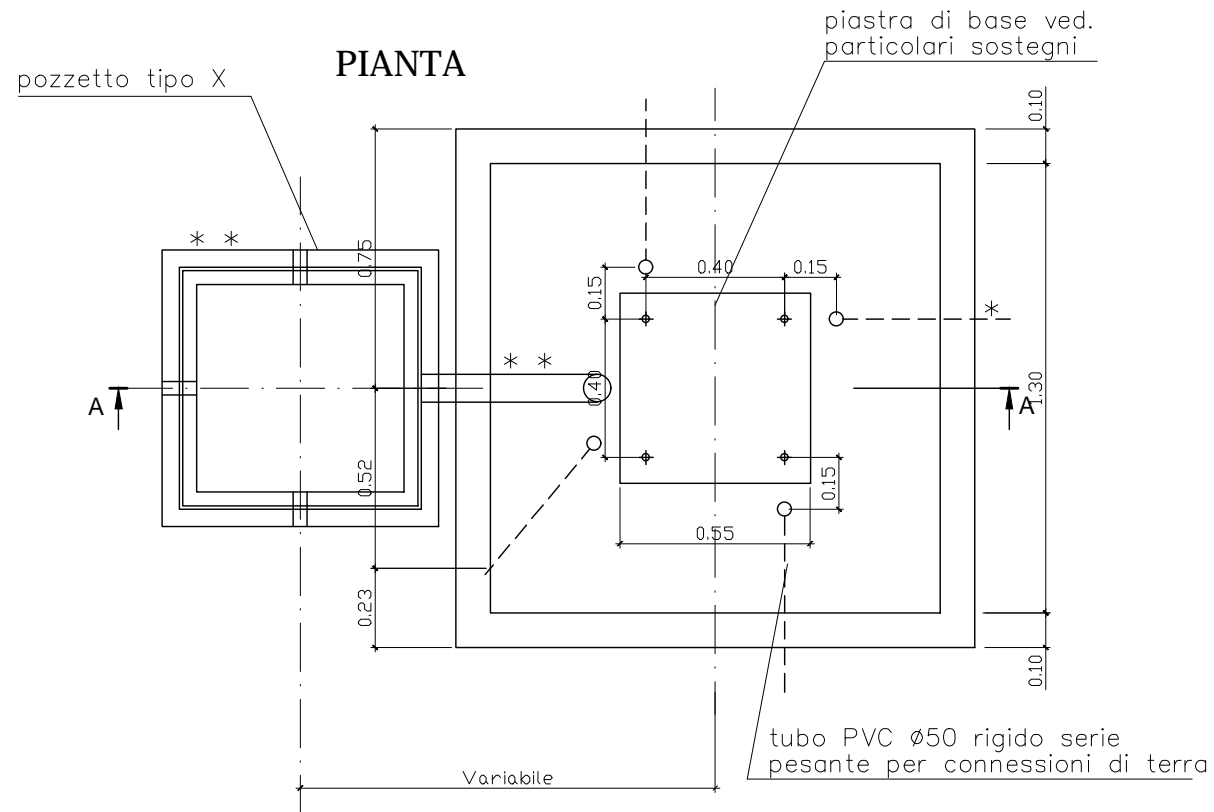 piastra di base ved.
particolari sostegni
PIANTA
pozzetto tipo X
0.10
0.75
* *
0.40
0.15
0.15
*
* *
0.40
A
A
1.30
0.52
0.15
0.55
0.23
0.10
tubo PVC Ø50 rigido serie
pesante per connessioni di terra
Variabile